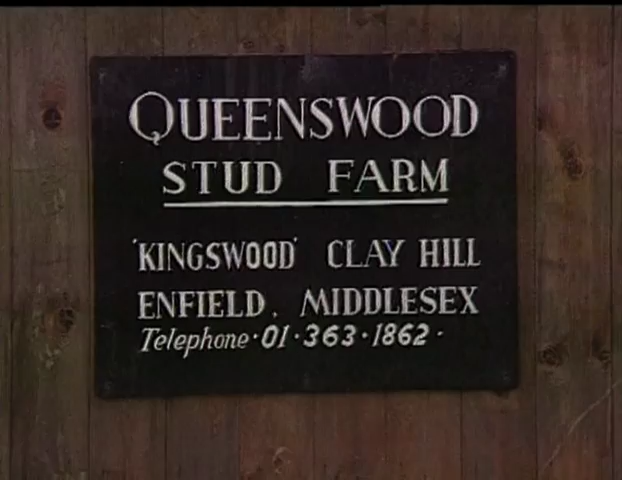 QUEENSWOOD
STUD FARM
'KINGSWOOD' CLAY HILL
ENFIELD, MIDDLESEX
Telephone·01·363·1862·